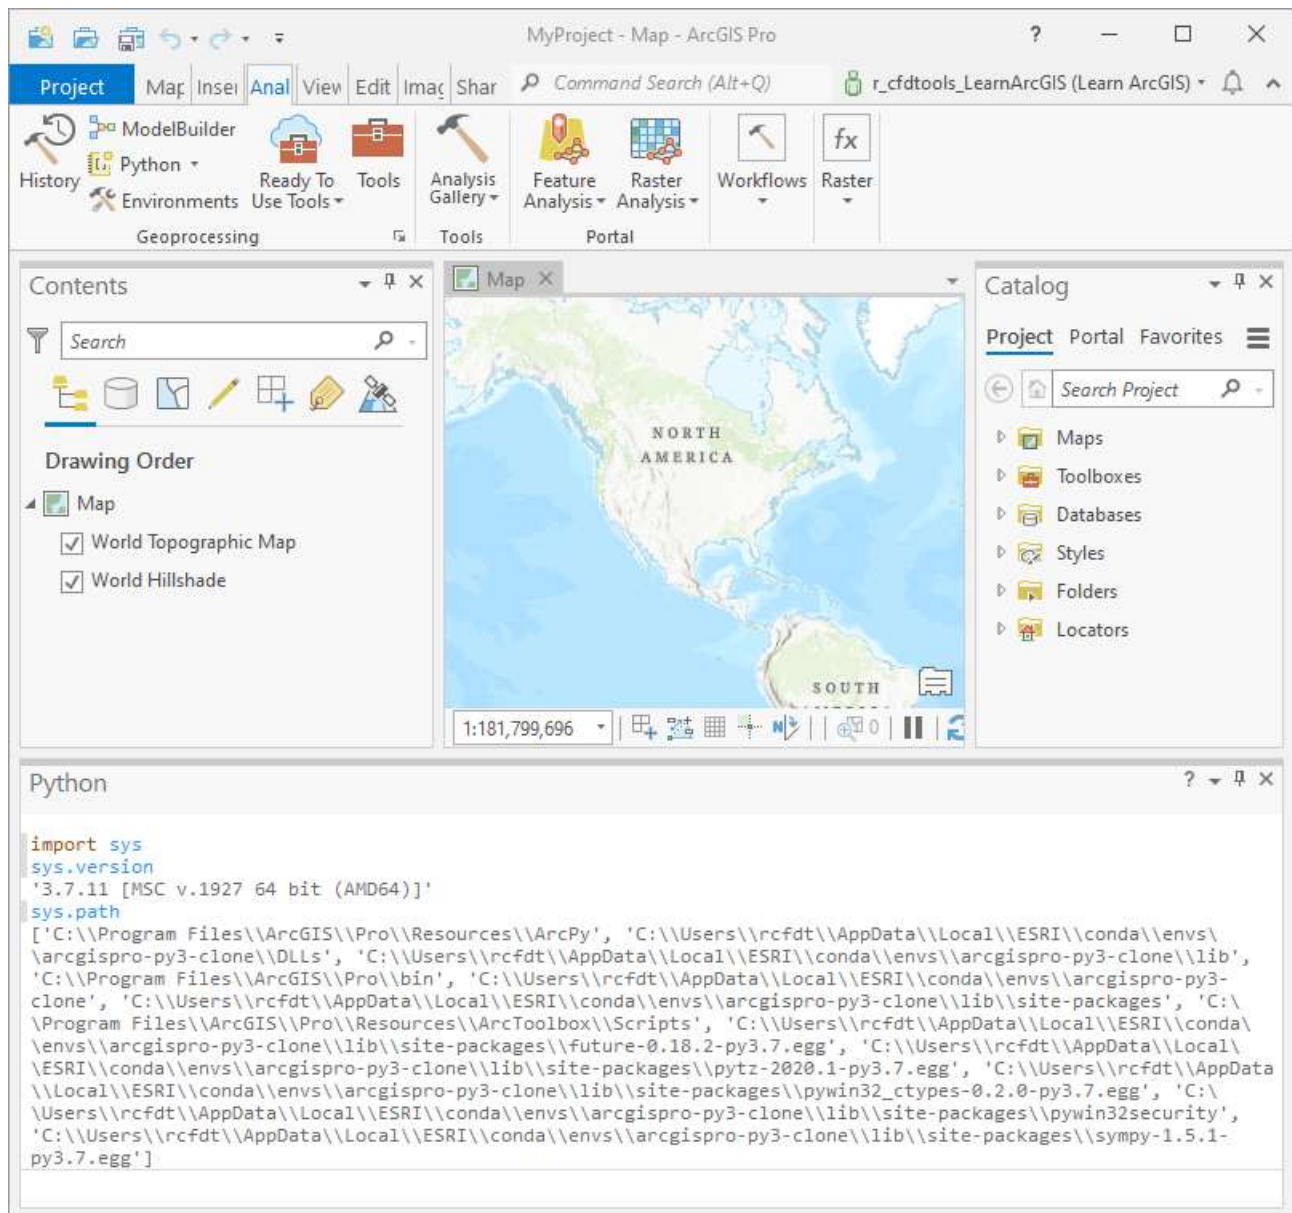 MyProject - Map - ArcGIS Pro
?
Project Map Inser Anal View Edit Imag Shar Command Search (Alt+Q) r_cfdtools_LearnArcGIS (Learn ArcGIS)
History
ModelBuilder
Python
Environments
Ready To
Use Tools
Tools
Geoprocessing
Analysis
Gallery
Tools
Feature
Analysis
Raster
Analysis
Portal
Workflows
fx
Raster
Contents
Search
Drawing Order
Map
World Topographic Map
World Hillshade
Map
NORTH
AMERICA
SOUTH
1:181,799,696
N
0
Catalog
Project Portal Favorites
Search Project
Maps
Toolboxes
Databases
Styles
Folders
Locators
Python
?
import sys
sys.version
'3.7.11 [MSC v.1927 64 bit (AMD64)]'
sys.path
['C:\\Program Files\\ArcGIS\\Pro\\Resources\\ArcPy', 'C:\\Users\\rcfdt\\AppData\\Local\\ESRI\\conda\\envs\
\arcgispro-py3-clone\\DLLs', 'C:\\Users\\rcfdt\\AppData\\Local\\ESRI\\conda\\envs\\arcgispro-py3-clone\\lib',
'C:\\Program Files\\ArcGIS\\Pro\\bin', 'C:\\Users\\rcfdt\\AppData\\Local\\ESRI\\conda\\envs\\arcgispro-py3-
clone', 'C:\\Users\\rcfdt\\AppData\\Local\\ESRI\\conda\\envs\\arcgispro-py3-clone\\lib\\site-packages', 'C:\
\Program Files\\ArcGIS\\Pro\\Resources\\ArcToolbox\\Scripts', 'C:\\Users\\rcfdt\\AppData\\Local\\ESRI\\conda\
\envs\\arcgispro-py3-clone\\lib\\site-packages\\future-0.18.2-py3.7.egg', 'C:\\Users\\rcfdt\\AppData\\Local\
\ESRI\\conda\\envs\\arcgispro-py3-clone\\lib\\site-packages\\pytz-2020.1-py3.7.egg', 'C:\\Users\\rcfdt\\AppData
\\Local\\ESRI\\conda\\envs\\arcgispro-py3-clone\\lib\\site-packages\\pywin32_ctypes-0.2.0-py3.7.egg', 'C:\
\Users\\rcfdt\\AppData\\Local\\ESRI\\conda\\envs\\arcgispro-py3-clone\\lib\\site-packages\\pywin32security',
'C:\\Users\\rcfdt\\AppData\\Local\\ESRI\\conda\\envs\\arcgispro-py3-clone\\lib\\site-packages\\sympy-1.5.1-
py3.7.egg']